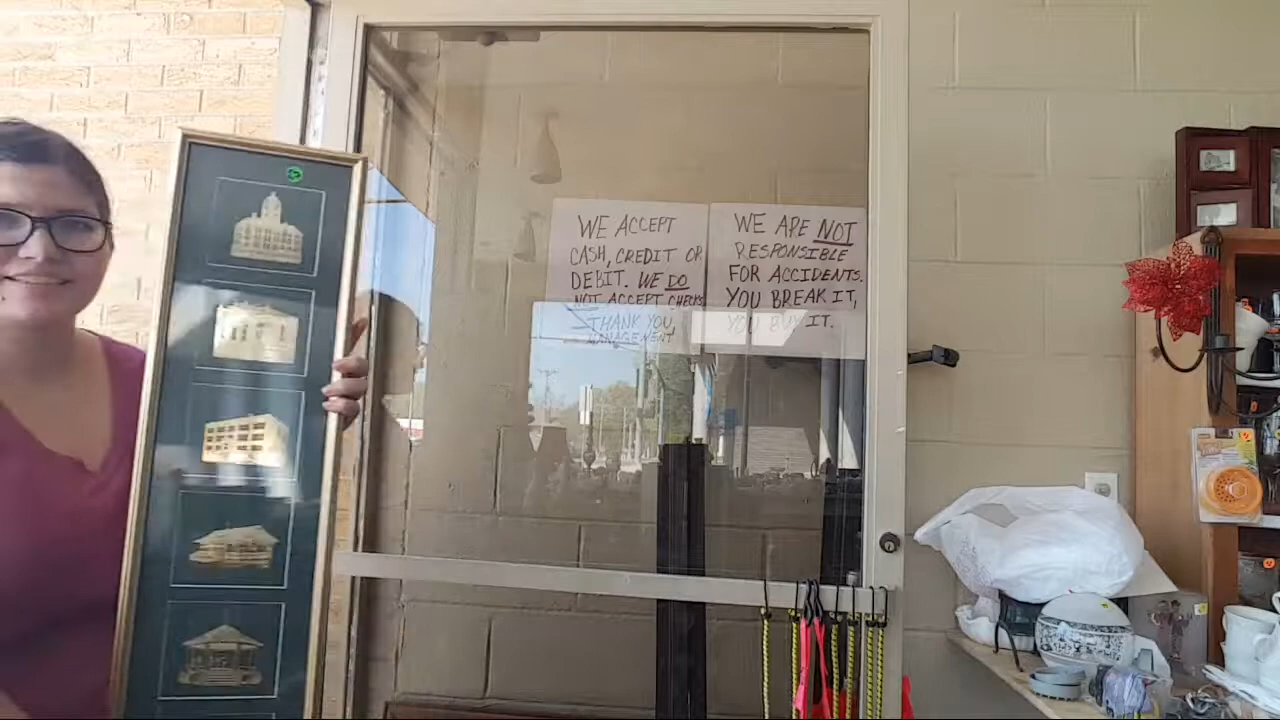 WE ACCEPT
CASH, CREDIT OR
DEBIT. WE DO
NOT ACCEPT CHECKS
THANK YOU,
MANAGEMENT
WE ARE NOT
RESPONSIBLE
FOR ACCIDENTS.
YOU BREAK IT,
YOU BUY IT.